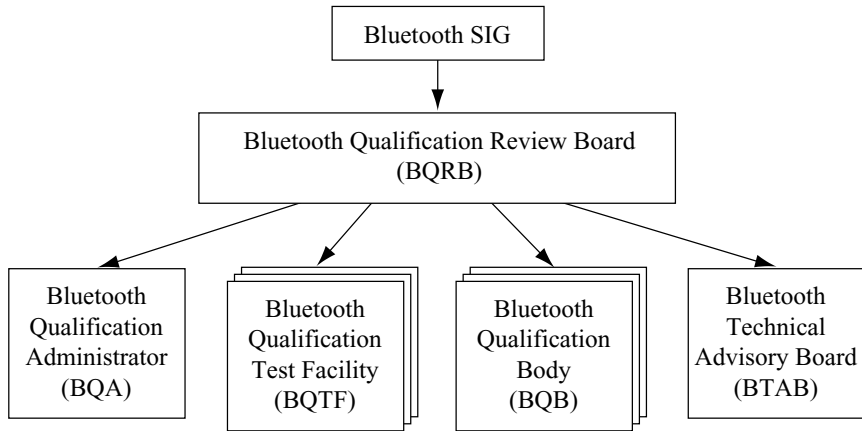 Bluetooth SIG
Bluetooth Qualification Review Board
(BQRB)
Bluetooth
Qualification
Administrator
(BQA)
Bluetooth
Qualification
Test Facility
(BQTF)
Bluetooth
Qualification
Body
(BQB)
Bluetooth
Technical
Advisory Board
(BTAB)